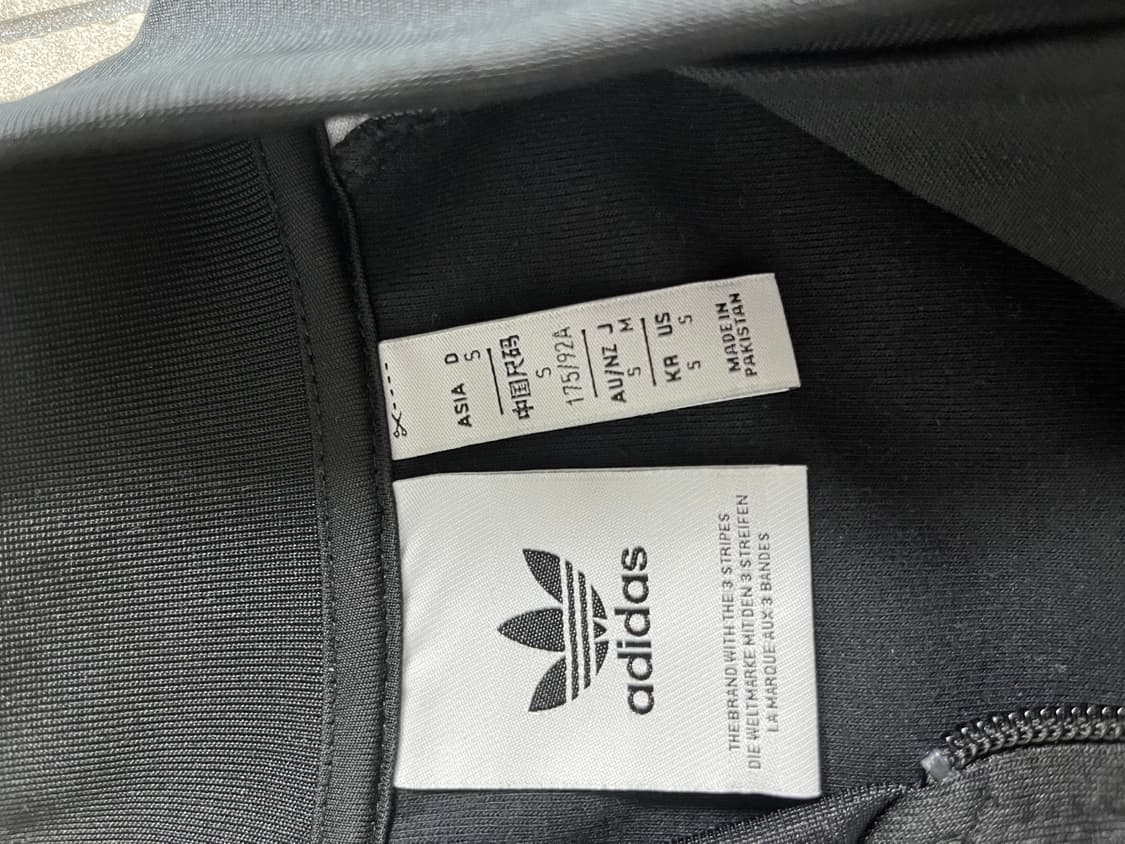 adidas
THE BRAND WITH THE 3 STRIPES
DIE WELTMARKE MIT DEN 3 STREIFEN
LA MARQUE AUX 3 BANDES
ASIA D
S
中国尺码
S
175/92A
AU/NZ J
S M
KR US
S S
MADE IN
PAKISTAN